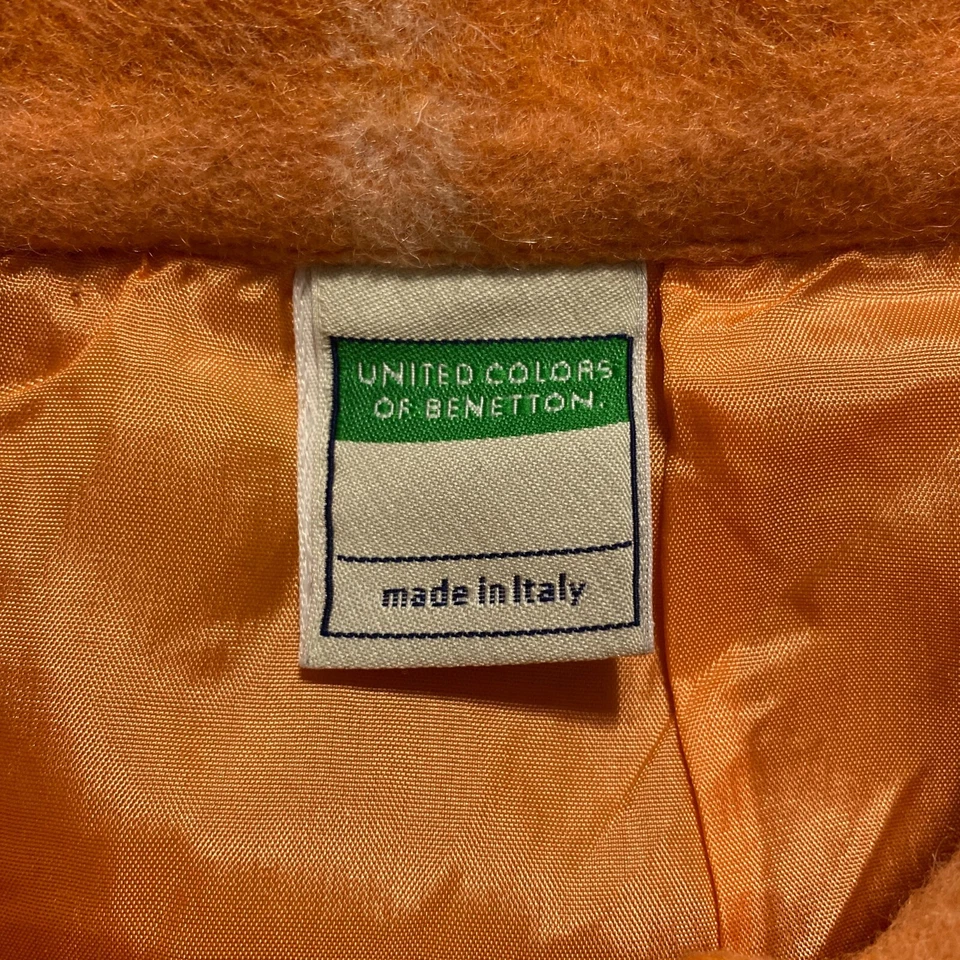 UNITED COLORS
OF BENETTON.
made in Italy